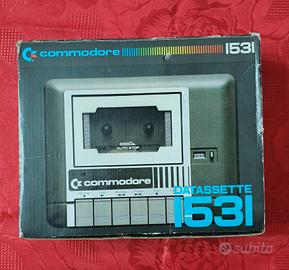 commodore 1531
AUTO STOP
commodore
DATASSETTE
1531
subito